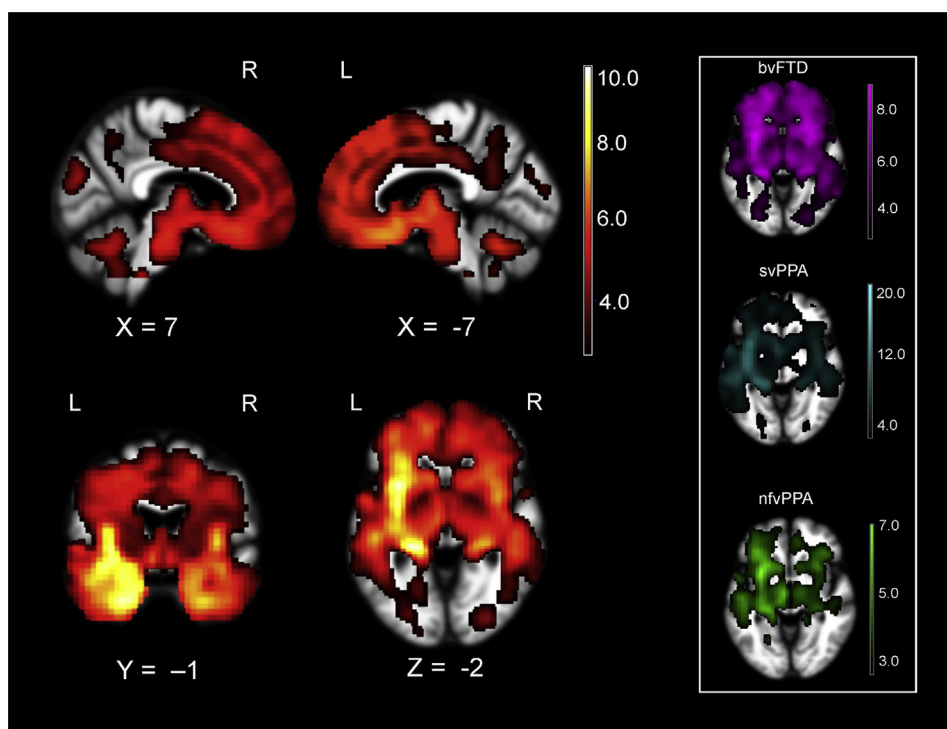 R L
10.0
8.0
6.0
4.0
X = 7
X = -7
L R
L R
Y = –1
Z = -2
bvFTD
8.0
6.0
4.0
svPPA
20.0
12.0
4.0
nfvPPA
7.0
5.0
3.0